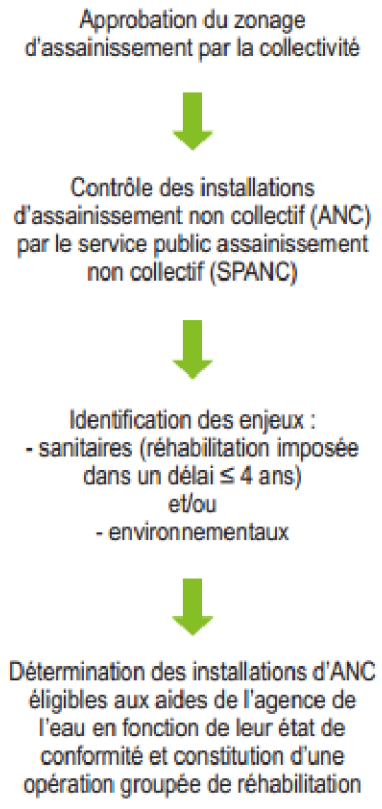 Approbation du zonage
d'assainissement par la collectivité
Contrôle des installations
d'assainissement non collectif (ANC)
par le service public assainissement
non collectif (SPANC)
Identification des enjeux :
- sanitaires (réhabilitation imposée
dans un délai ≤ 4 ans)
et/ou
- environnementaux
Détermination des installations d'ANC
éligibles aux aides de l'agence de
l'eau en fonction de leur état de
conformité et constitution d'une
opération groupée de réhabilitation